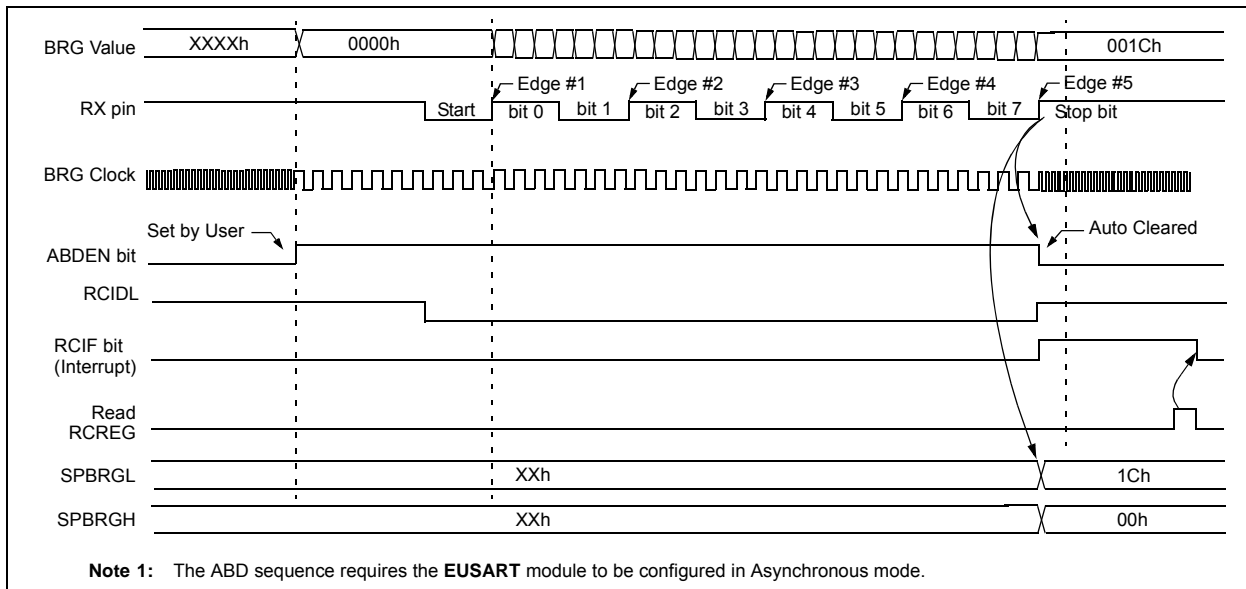 BRG Value XXXXh 0000h 001Ch
Edge #1 Edge #2 Edge #3 Edge #4 Edge #5
RX pin Start bit 0 bit 1 bit 2 bit 3 bit 4 bit 5 bit 6 bit 7 Stop bit
BRG Clock
Set by User Auto Cleared
ABDEN bit
RCIDL
RCIF bit
(Interrupt)
Read
RCREG
SPBRGL XXh 1Ch
SPBRGH XXh 00h
Note 1: The ABD sequence requires the EUSART module to be configured in Asynchronous mode.